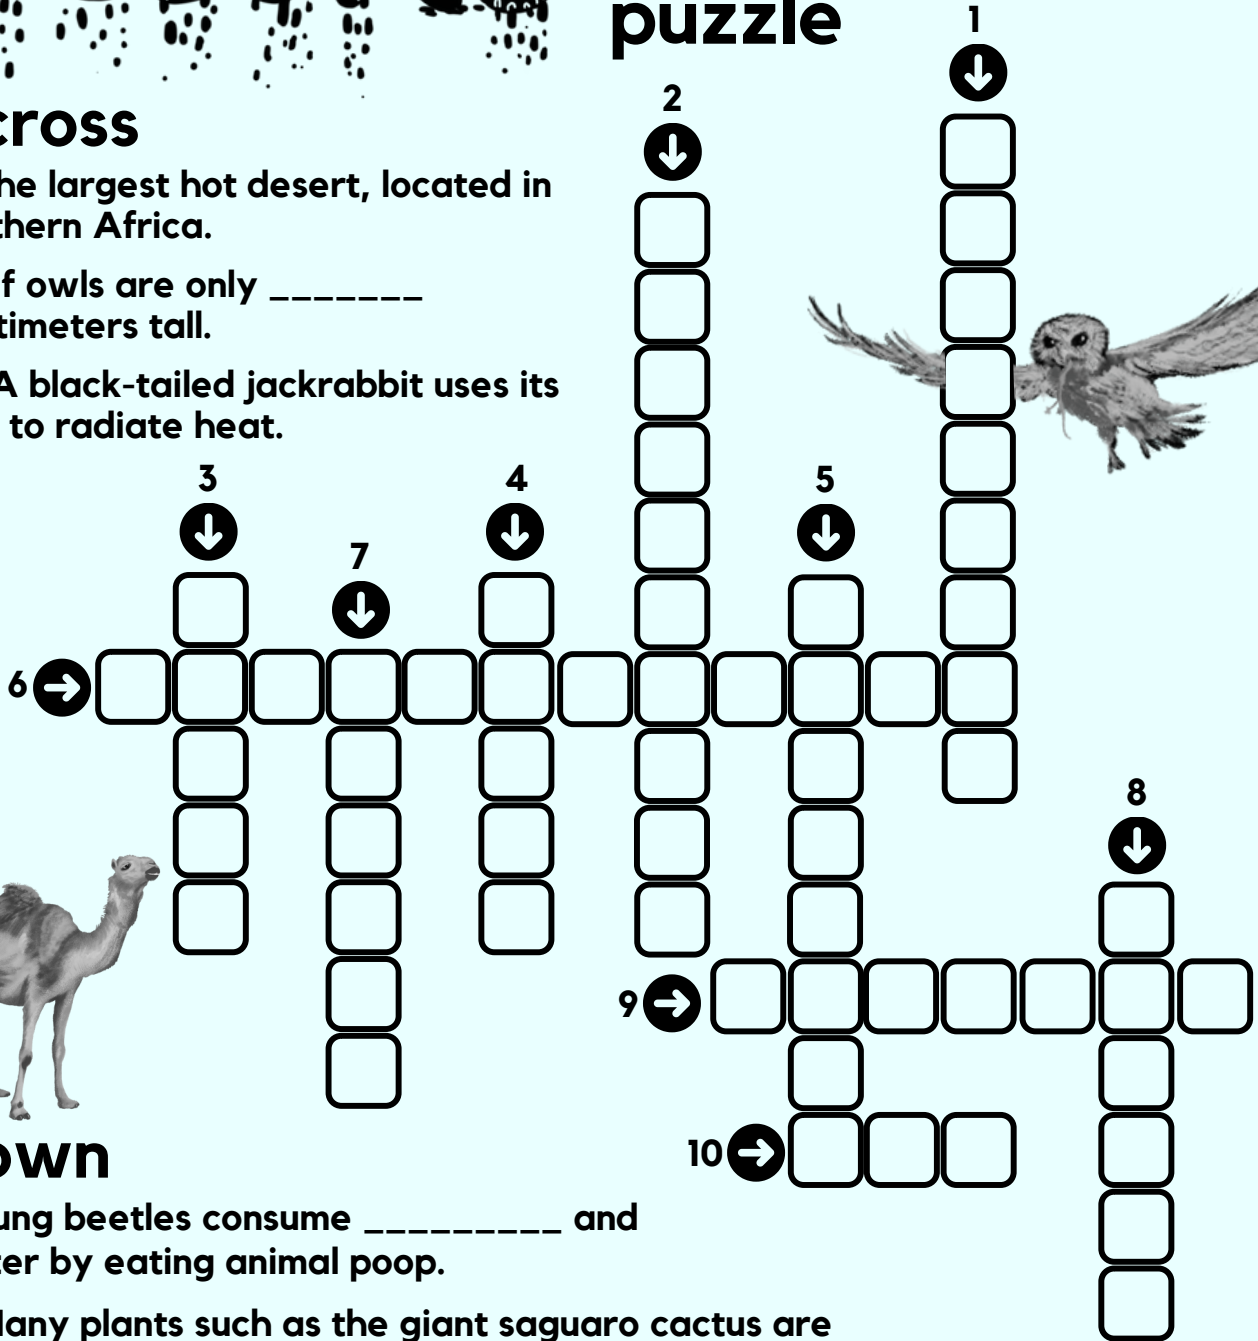 puzzle
1
2
cross
he largest hot desert, located in
thern Africa.
f owls are only _______
timeters tall.
A black-tailed jackrabbit uses its
to radiate heat.
3
4
5
7
6
8
9
10
own
ung beetles consume _________ and
ter by eating animal poop.
any plants such as the giant saguaro cactus are